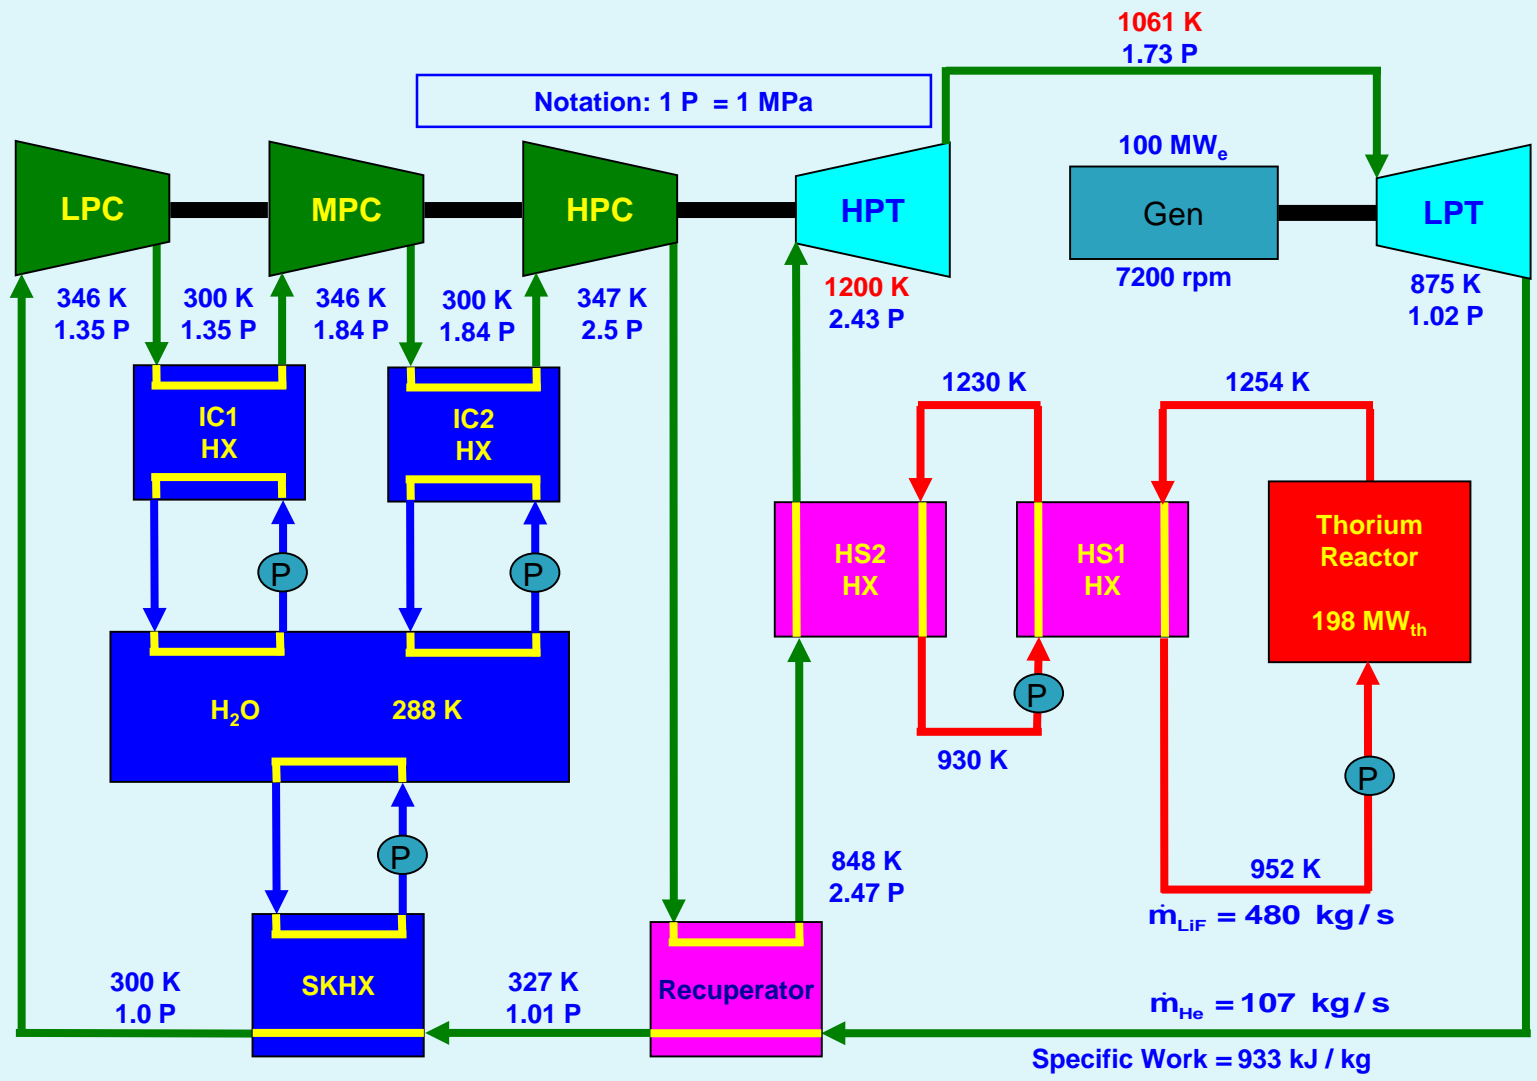 1061 K
1.73 P
Notation: 1 P = 1 MPa
100 MWe
LPC
MPC
HPC
HPT
Gen
LPT
7200 rpm
346 K
1.35 P
300 K
1.35 P
346 K
1.84 P
300 K
1.84 P
347 K
2.5 P
1200 K
2.43 P
875 K
1.02 P
1230 K
1254 K
IC1
HX
IC2
HX
HS2
HX
HS1
HX
Thorium
Reactor
198 MWth
P
P
P
H2O
288 K
930 K
P
P
848 K
2.47 P
952 K
ṁLiF = 480 kg / s
SKHX
Recuperator
300 K
1.0 P
327 K
1.01 P
ṁHe = 107 kg / s
Specific Work = 933 kJ / kg